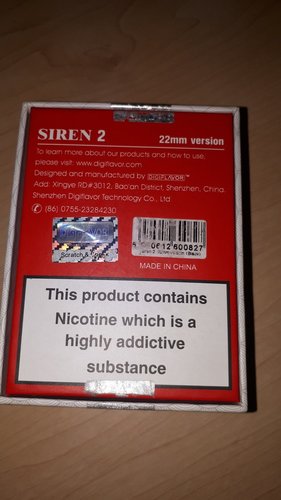 SIREN 2
22mm version
To learn more about our products and how to use,
please visit: www.digiflavor.com
Designed and manufactured by DIGIFLAVOR™
Add: Xingye RD#3012, Bao'an District, Shenzhen, China.
Shenzhen Digiflavor Technology Co., Ltd
(86) 0755-23284230
DIGIFLAVOR
MADE IN CHINA
This product contains
Nicotine which is a
highly addictive
substance